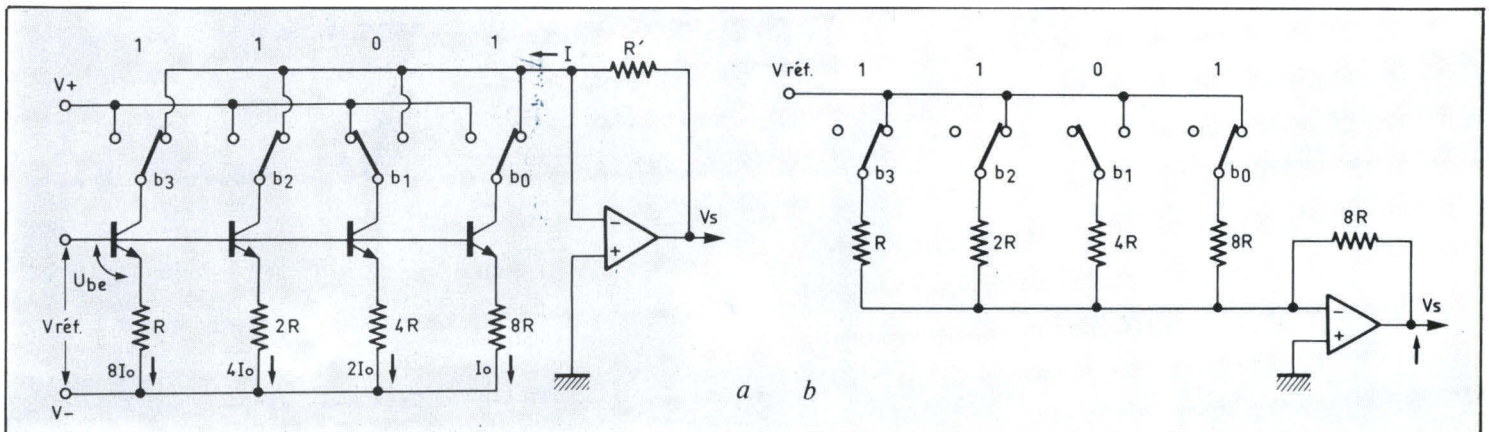 1 1 0 1 I R′
V+
b3 b2 b1 b0
Vs
Ube
Vréf.
R 2R 4R 8R
8Io 4Io 2Io Io
V−
− +
a b
Vréf. 1 1 0 1
b3 b2 b1 b0
R 2R 4R 8R
8R
Vs
− +